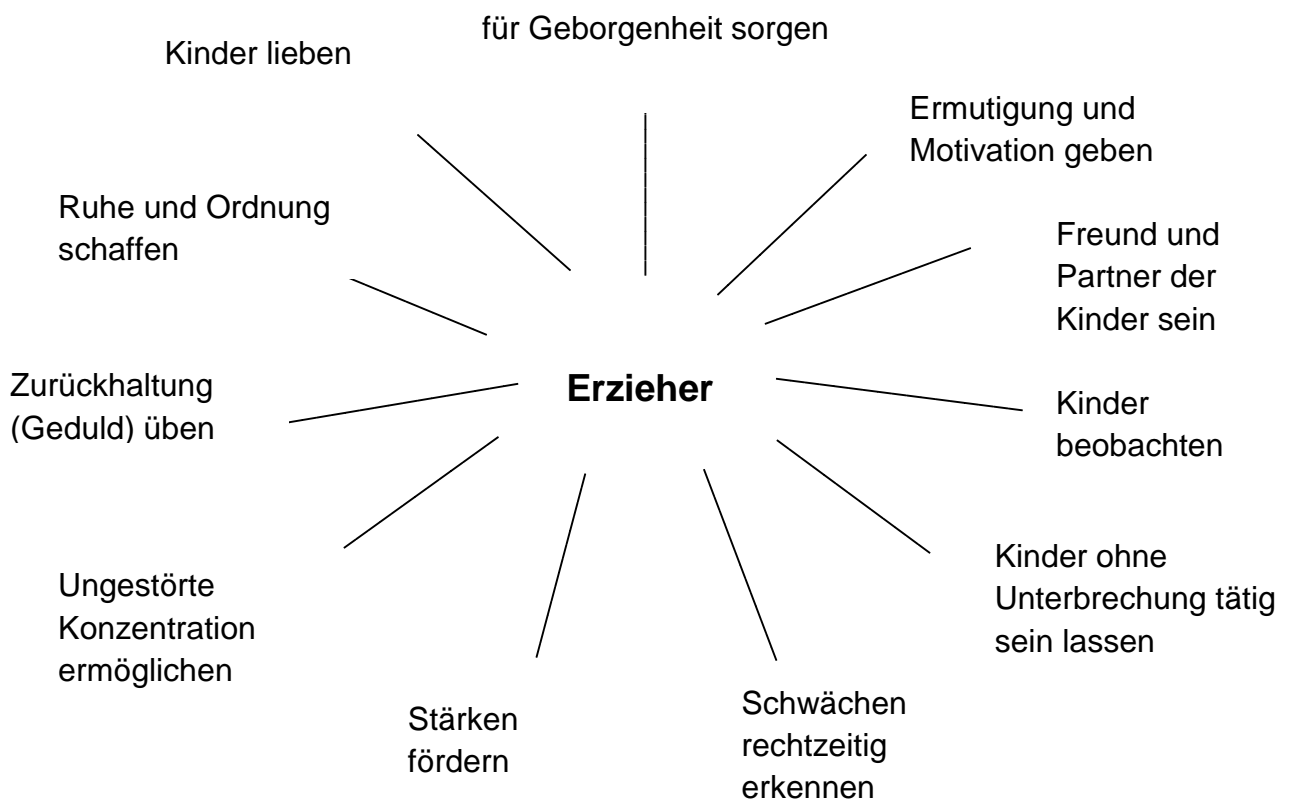 für Geborgenheit sorgen
Kinder lieben
Ermutigung und
Motivation geben
Ruhe und Ordnung
schaffen
Freund und
Partner der
Kinder sein
Erzieher
Zurückhaltung
(Geduld) üben
Kinder
beobachten
Kinder ohne
Unterbrechung tätig
sein lassen
Ungestörte
Konzentration
ermöglichen
Stärken
fördern
Schwächen
rechtzeitig
erkennen